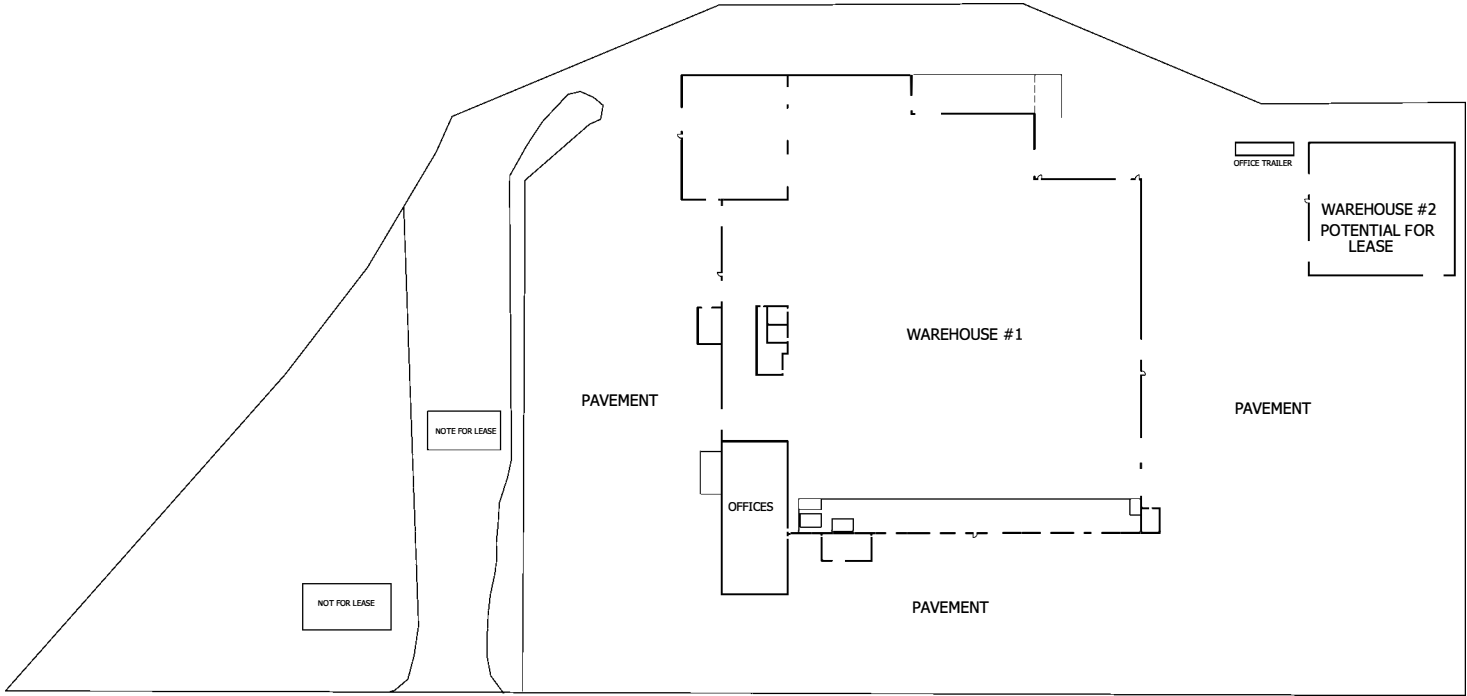 OFFICE TRAILER
WAREHOUSE #2
POTENTIAL FOR
LEASE
WAREHOUSE #1
PAVEMENT
PAVEMENT
NOTE FOR LEASE
OFFICES
NOT FOR LEASE
PAVEMENT